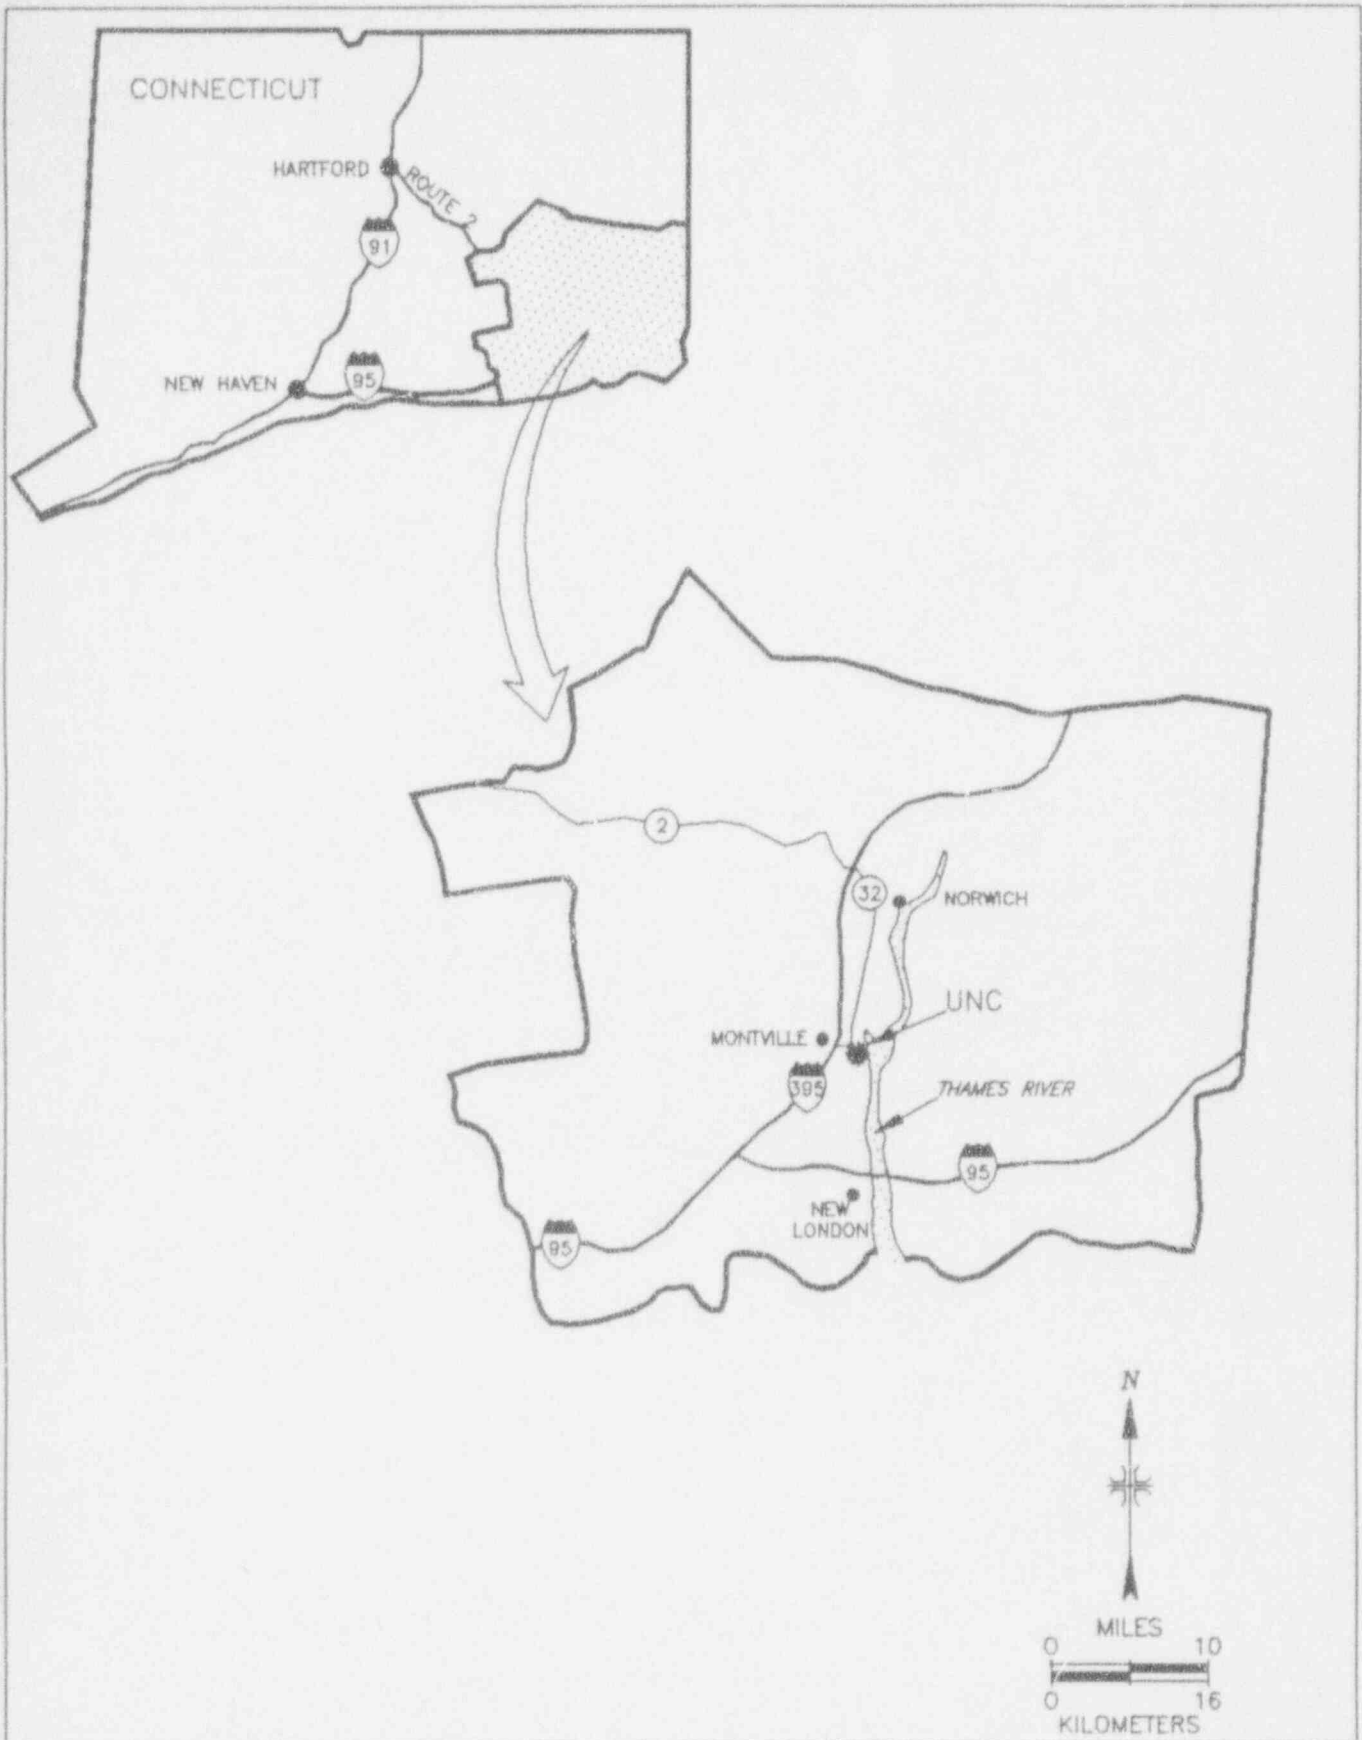 CONNECTICUT
HARTFORD
ROUTE 2
91
NEW HAVEN
95
2
32
NORWICH
UNC
MONTVILLE
395
THAMES RIVER
95
NEW
LONDON
95
N
MILES
0 10
0 16
KILOMETERS